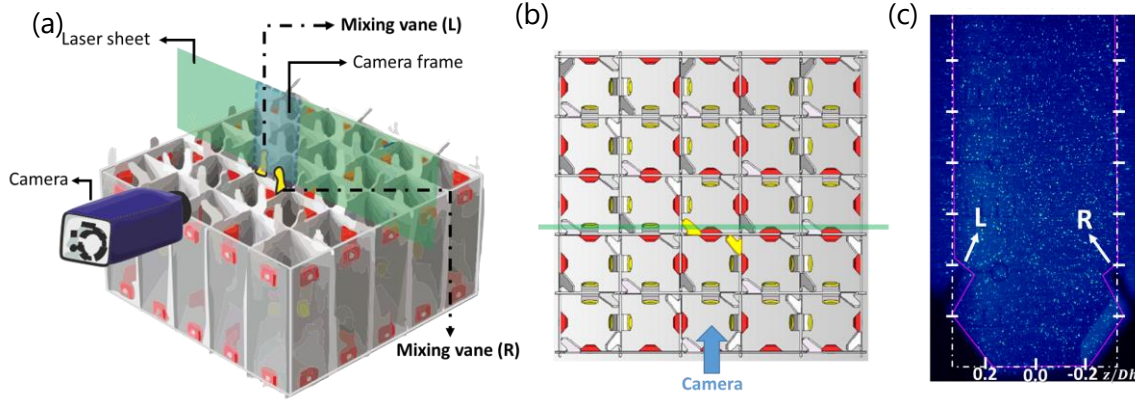 (a)
Mixing vane (L)
Laser sheet
Camera frame
Camera
Mixing vane (R)
(b)
Camera
(c)
L
R
0.2
0.0
-0.2
z/Dh